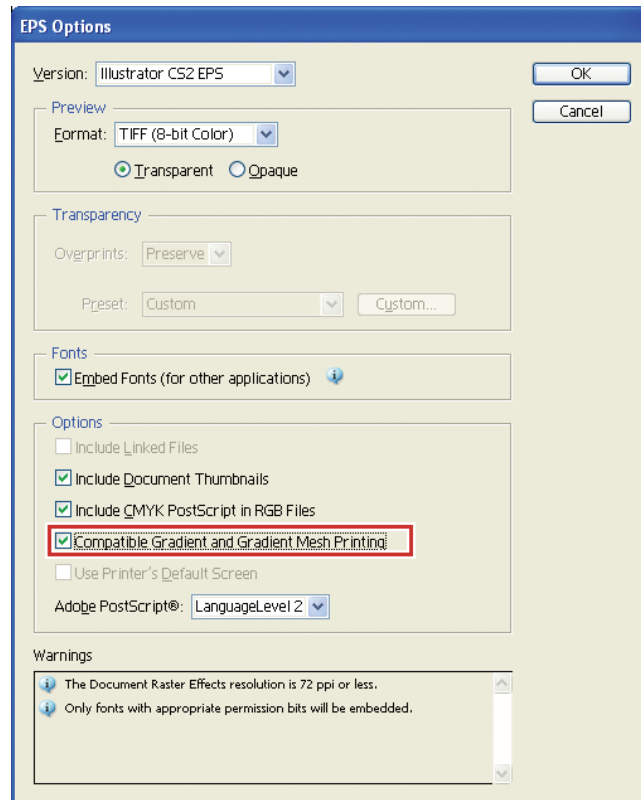 EPS Options
Version: Illustrator CS2 EPS
OK
Preview
Cancel
Format: TIFF (8-bit Color)
Transparent Opaque
Transparency
Overprints: Preserve
Preset: Custom Custom...
Fonts
Embed Fonts (for other applications)
Options
Include Linked Files
Include Document Thumbnails
Include CMYK PostScript in RGB Files
Compatible Gradient and Gradient Mesh Printing
Use Printer's Default Screen
Adobe PostScript®: LanguageLevel 2
Warnings
The Document Raster Effects resolution is 72 ppi or less.
Only fonts with appropriate permission bits will be embedded.